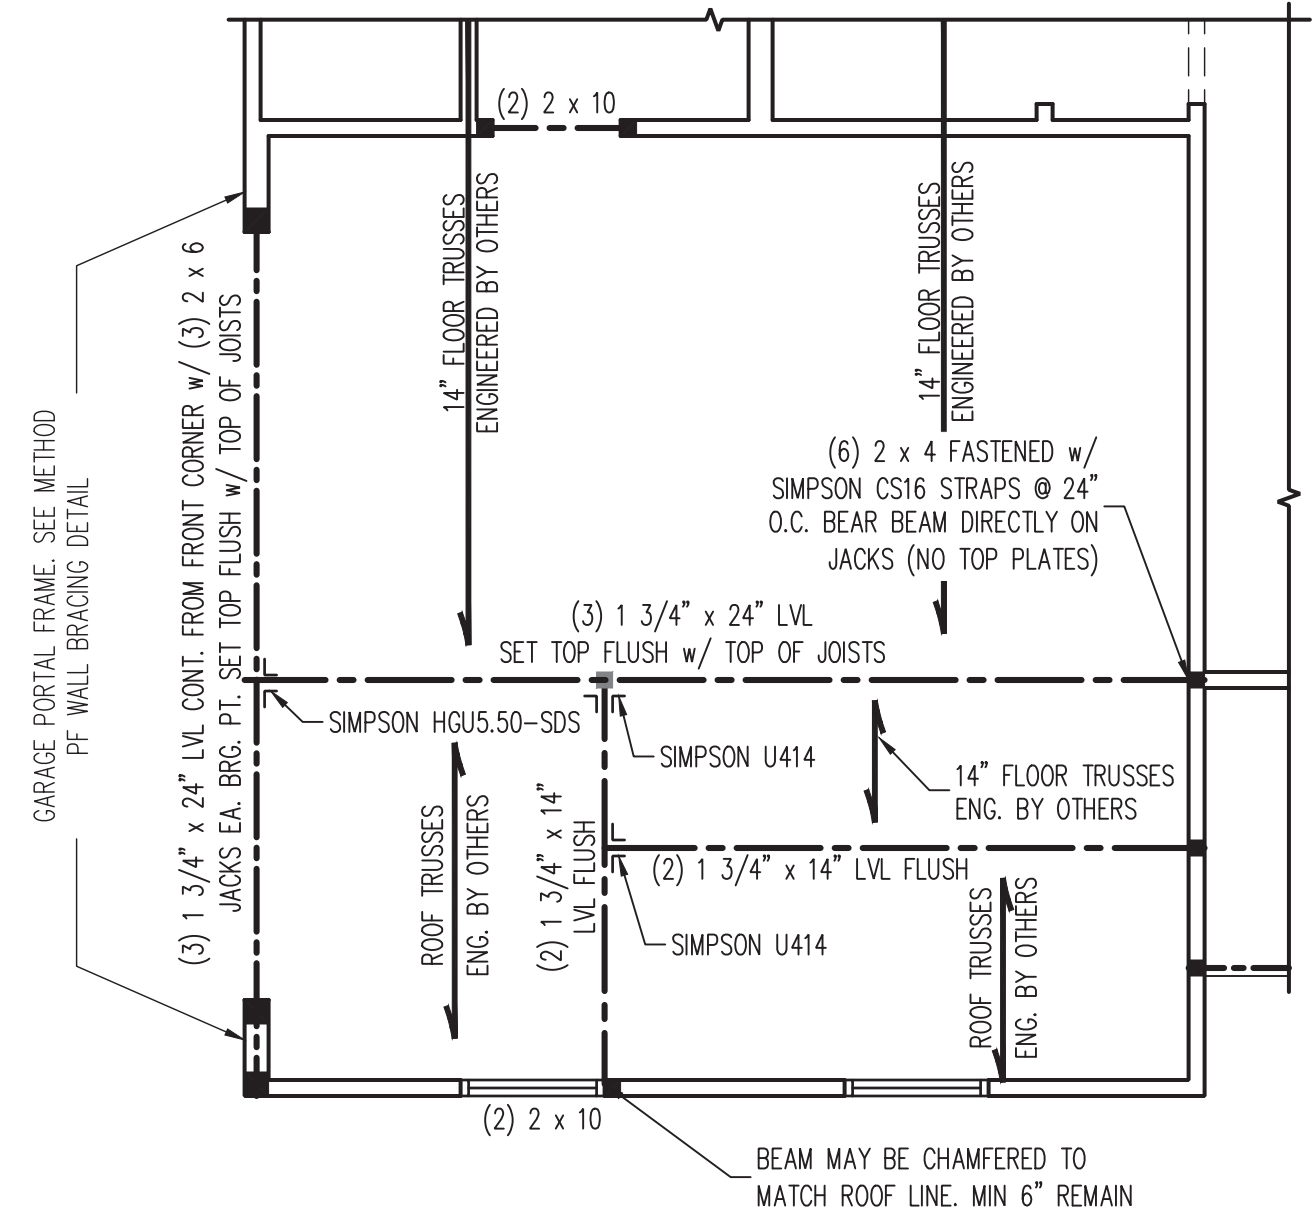 (2) 2 x 10
14" FLOOR TRUSSES
ENGINEERED BY OTHERS
14" FLOOR TRUSSES
ENGINEERED BY OTHERS
GARAGE PORTAL FRAME. SEE METHOD
PF WALL BRACING DETAIL
(3) 1 3/4" x 24" LVL CONT. FROM FRONT CORNER w/ (3) 2 x 6
JACKS EA. BRG. PT. SET TOP FLUSH w/ TOP OF JOISTS
(6) 2 x 4 FASTENED w/
SIMPSON CS16 STRAPS @ 24"
O.C. BEAR BEAM DIRECTLY ON
JACKS (NO TOP PLATES)
(3) 1 3/4" x 24" LVL
SET TOP FLUSH w/ TOP OF JOISTS
SIMPSON HGU5.50-SDS
SIMPSON U414
14" FLOOR TRUSSES
ENG. BY OTHERS
ROOF TRUSSES
ENG. BY OTHERS
(2) 1 3/4" x 14"
LVL FLUSH
(2) 1 3/4" x 14" LVL FLUSH
SIMPSON U414
ROOF TRUSSES
ENG. BY OTHERS
(2) 2 x 10
BEAM MAY BE CHAMFERED TO
MATCH ROOF LINE. MIN 6" REMAIN